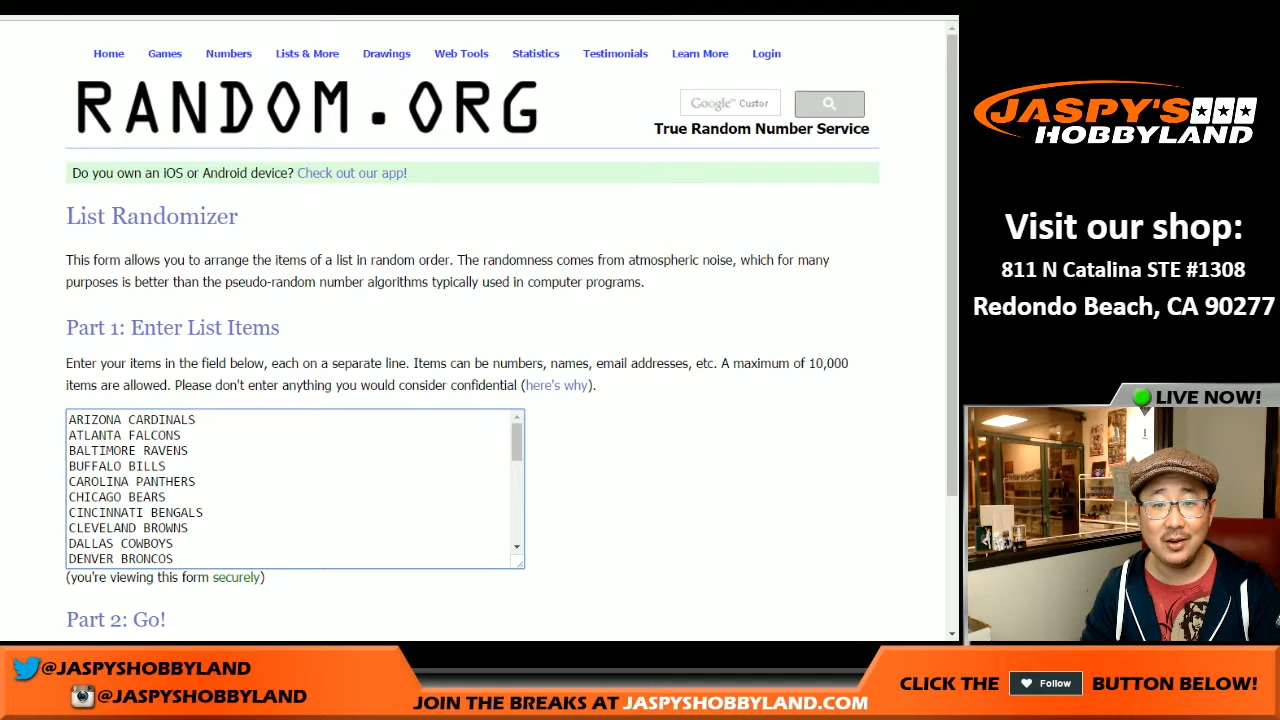 Home Games Numbers Lists & More Drawings Web Tools Statistics Testimonials Learn More Login
RANDOM.ORG
Google™ Custor
True Random Number Service
Do you own an iOS or Android device? Check out our app!
List Randomizer
This form allows you to arrange the items of a list in random order. The randomness comes from atmospheric noise, which for many
purposes is better than the pseudo-random number algorithms typically used in computer programs.
Part 1: Enter List Items
Enter your items in the field below, each on a separate line. Items can be numbers, names, email addresses, etc. A maximum of 10,000
items are allowed. Please don't enter anything you would consider confidential (here's why).
ARIZONA CARDINALS
ATLANTA FALCONS
BALTIMORE RAVENS
BUFFALO BILLS
CAROLINA PANTHERS
CHICAGO BEARS
CINCINNATI BENGALS
CLEVELAND BROWNS
DALLAS COWBOYS
DENVER BRONCOS
(you're viewing this form securely)
Part 2: Go!
JASPY'S
HOBBYLAND
Visit our shop:
811 N Catalina STE #1308
Redondo Beach, CA 90277
LIVE NOW!
@JASPYSHOBBYLAND
@JASPYSHOBBYLAND
JOIN THE BREAKS AT JASPYSHOBBYLAND.COM
CLICK THE Follow BUTTON BELOW!